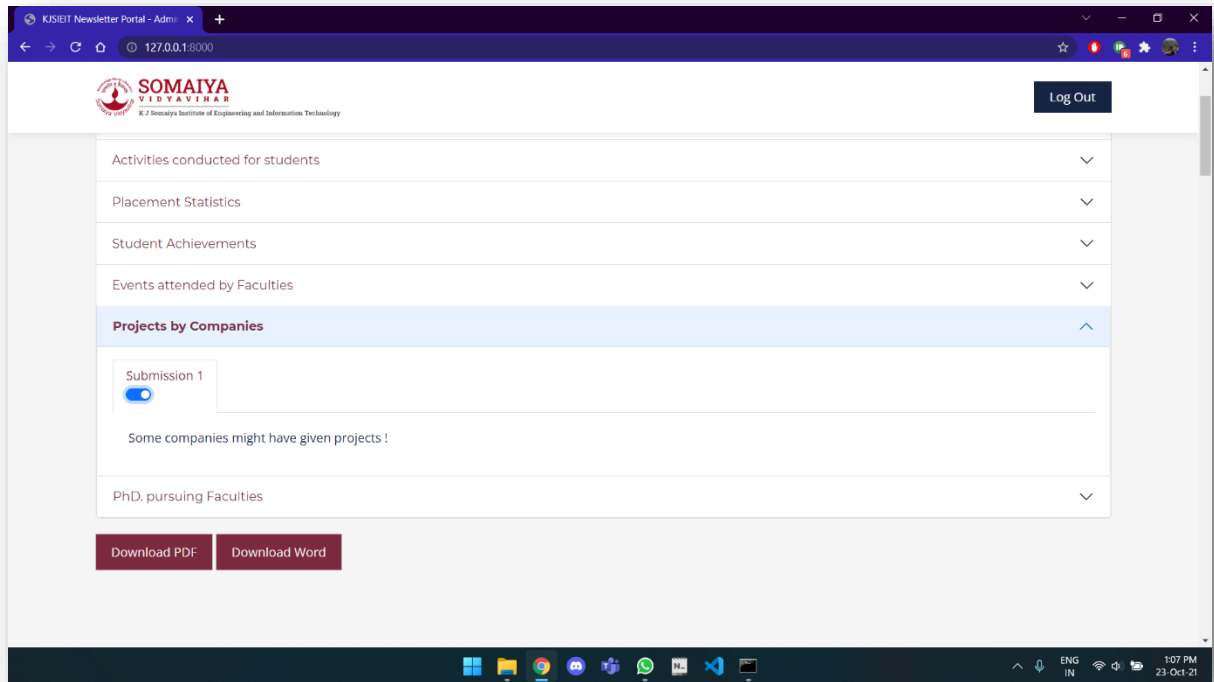 KJSIEIT Newsletter Portal - Admi
127.0.0.1:8000
SOMAIYA
VIDYAVIHAR
K J Somaiya Institute of Engineering and Information Technology
Log Out
Activities conducted for students
Placement Statistics
Student Achievements
Events attended by Faculties
Projects by Companies
Submission 1
Some companies might have given projects !
PhD. pursuing Faculties
Download PDF Download Word
ENG
IN
1:07 PM
23-Oct-21